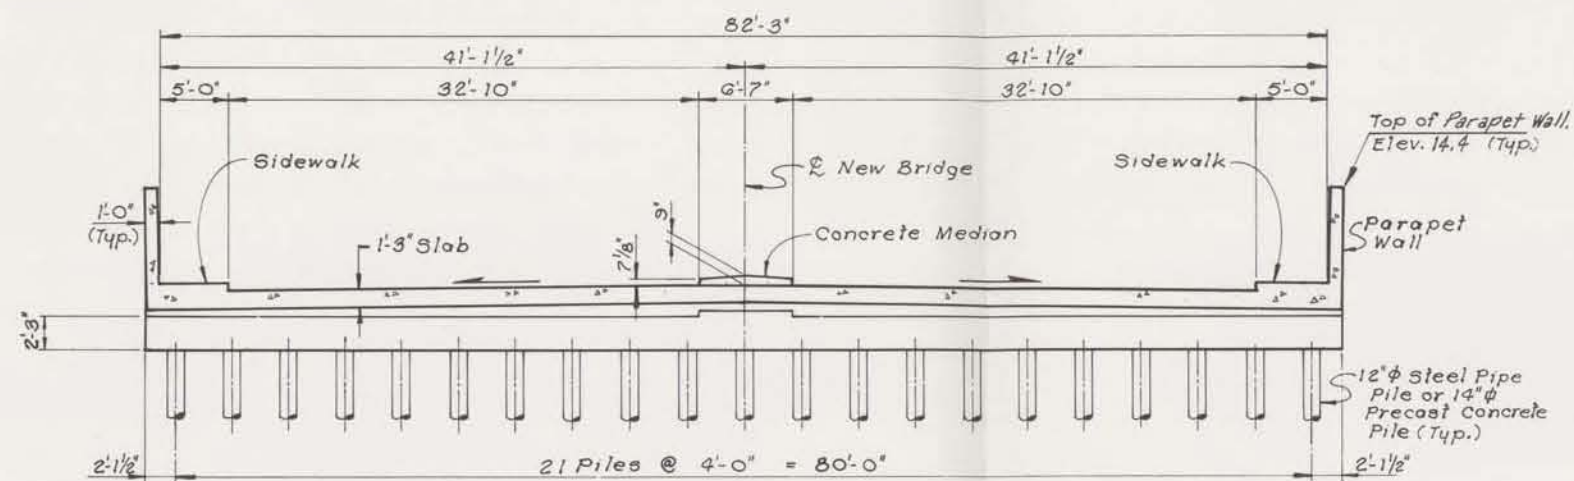 82'-3"
41'-1 1/2" 41'-1 1/2"
5'-0" 32'-10" 6'-7" 32'-10" 5'-0"
Top of Parapet Wall.
Elev. 14.4 (Typ.)
Sidewalk
℄ New Bridge
Sidewalk
1'-0"
(Typ.)
1'-3" Slab
9"
7 1/8"
Concrete Median
Parapet
Wall
2'-3"
12"ϕ Steel Pipe
Pile or 14"ϕ
Precast Concrete
Pile (Typ.)
2'-1 1/2" 21 Piles @ 4'-0" = 80'-0" 2'-1 1/2"